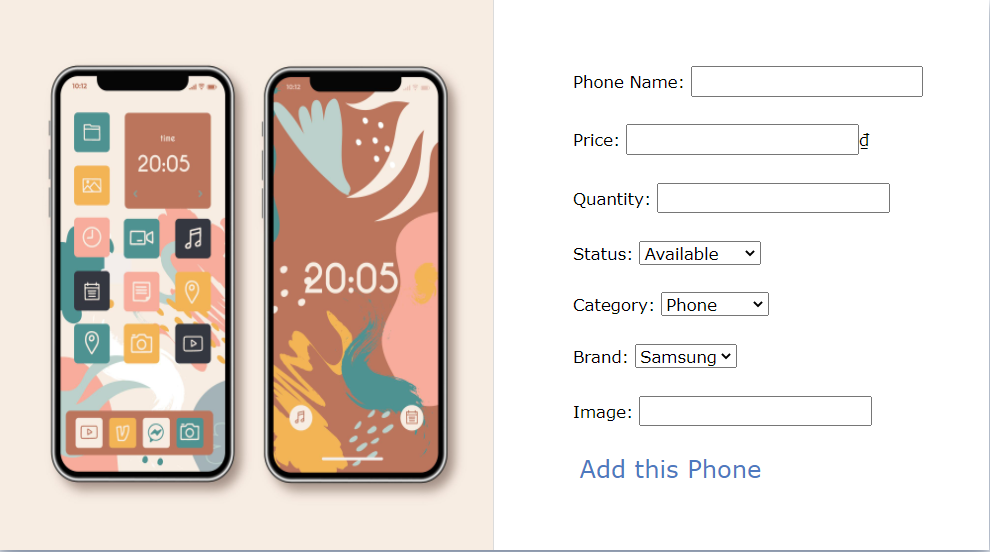 10:12
time
20:05
10:12
20:05
Phone Name:
Price: ₫
Quantity:
Status: Available
Category: Phone
Brand: Samsung
Image:
Add this Phone